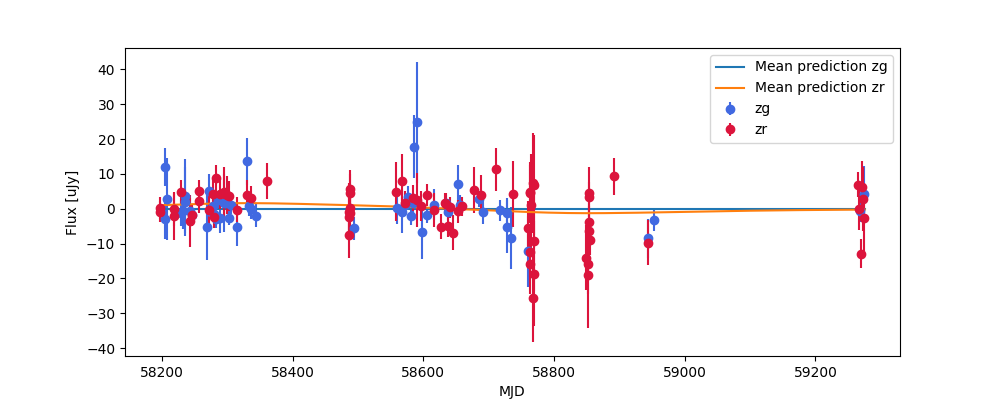 40
30
20
10
0
−10
−20
−30
−40
Flux [uJy]
58200
58400
58600
58800
59000
59200
MJD
Mean prediction zg
Mean prediction zr
zg
zr